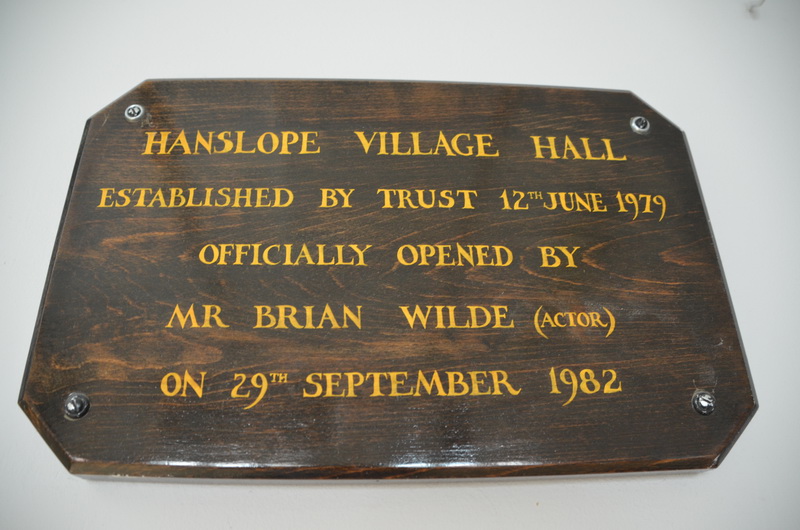 HANSLOPE VILLAGE HALL
ESTABLISHED BY TRUST 12TH JUNE 1979
OFFICIALLY OPENED BY
MR BRIAN WILDE (ACTOR)
ON 29TH SEPTEMBER 1982